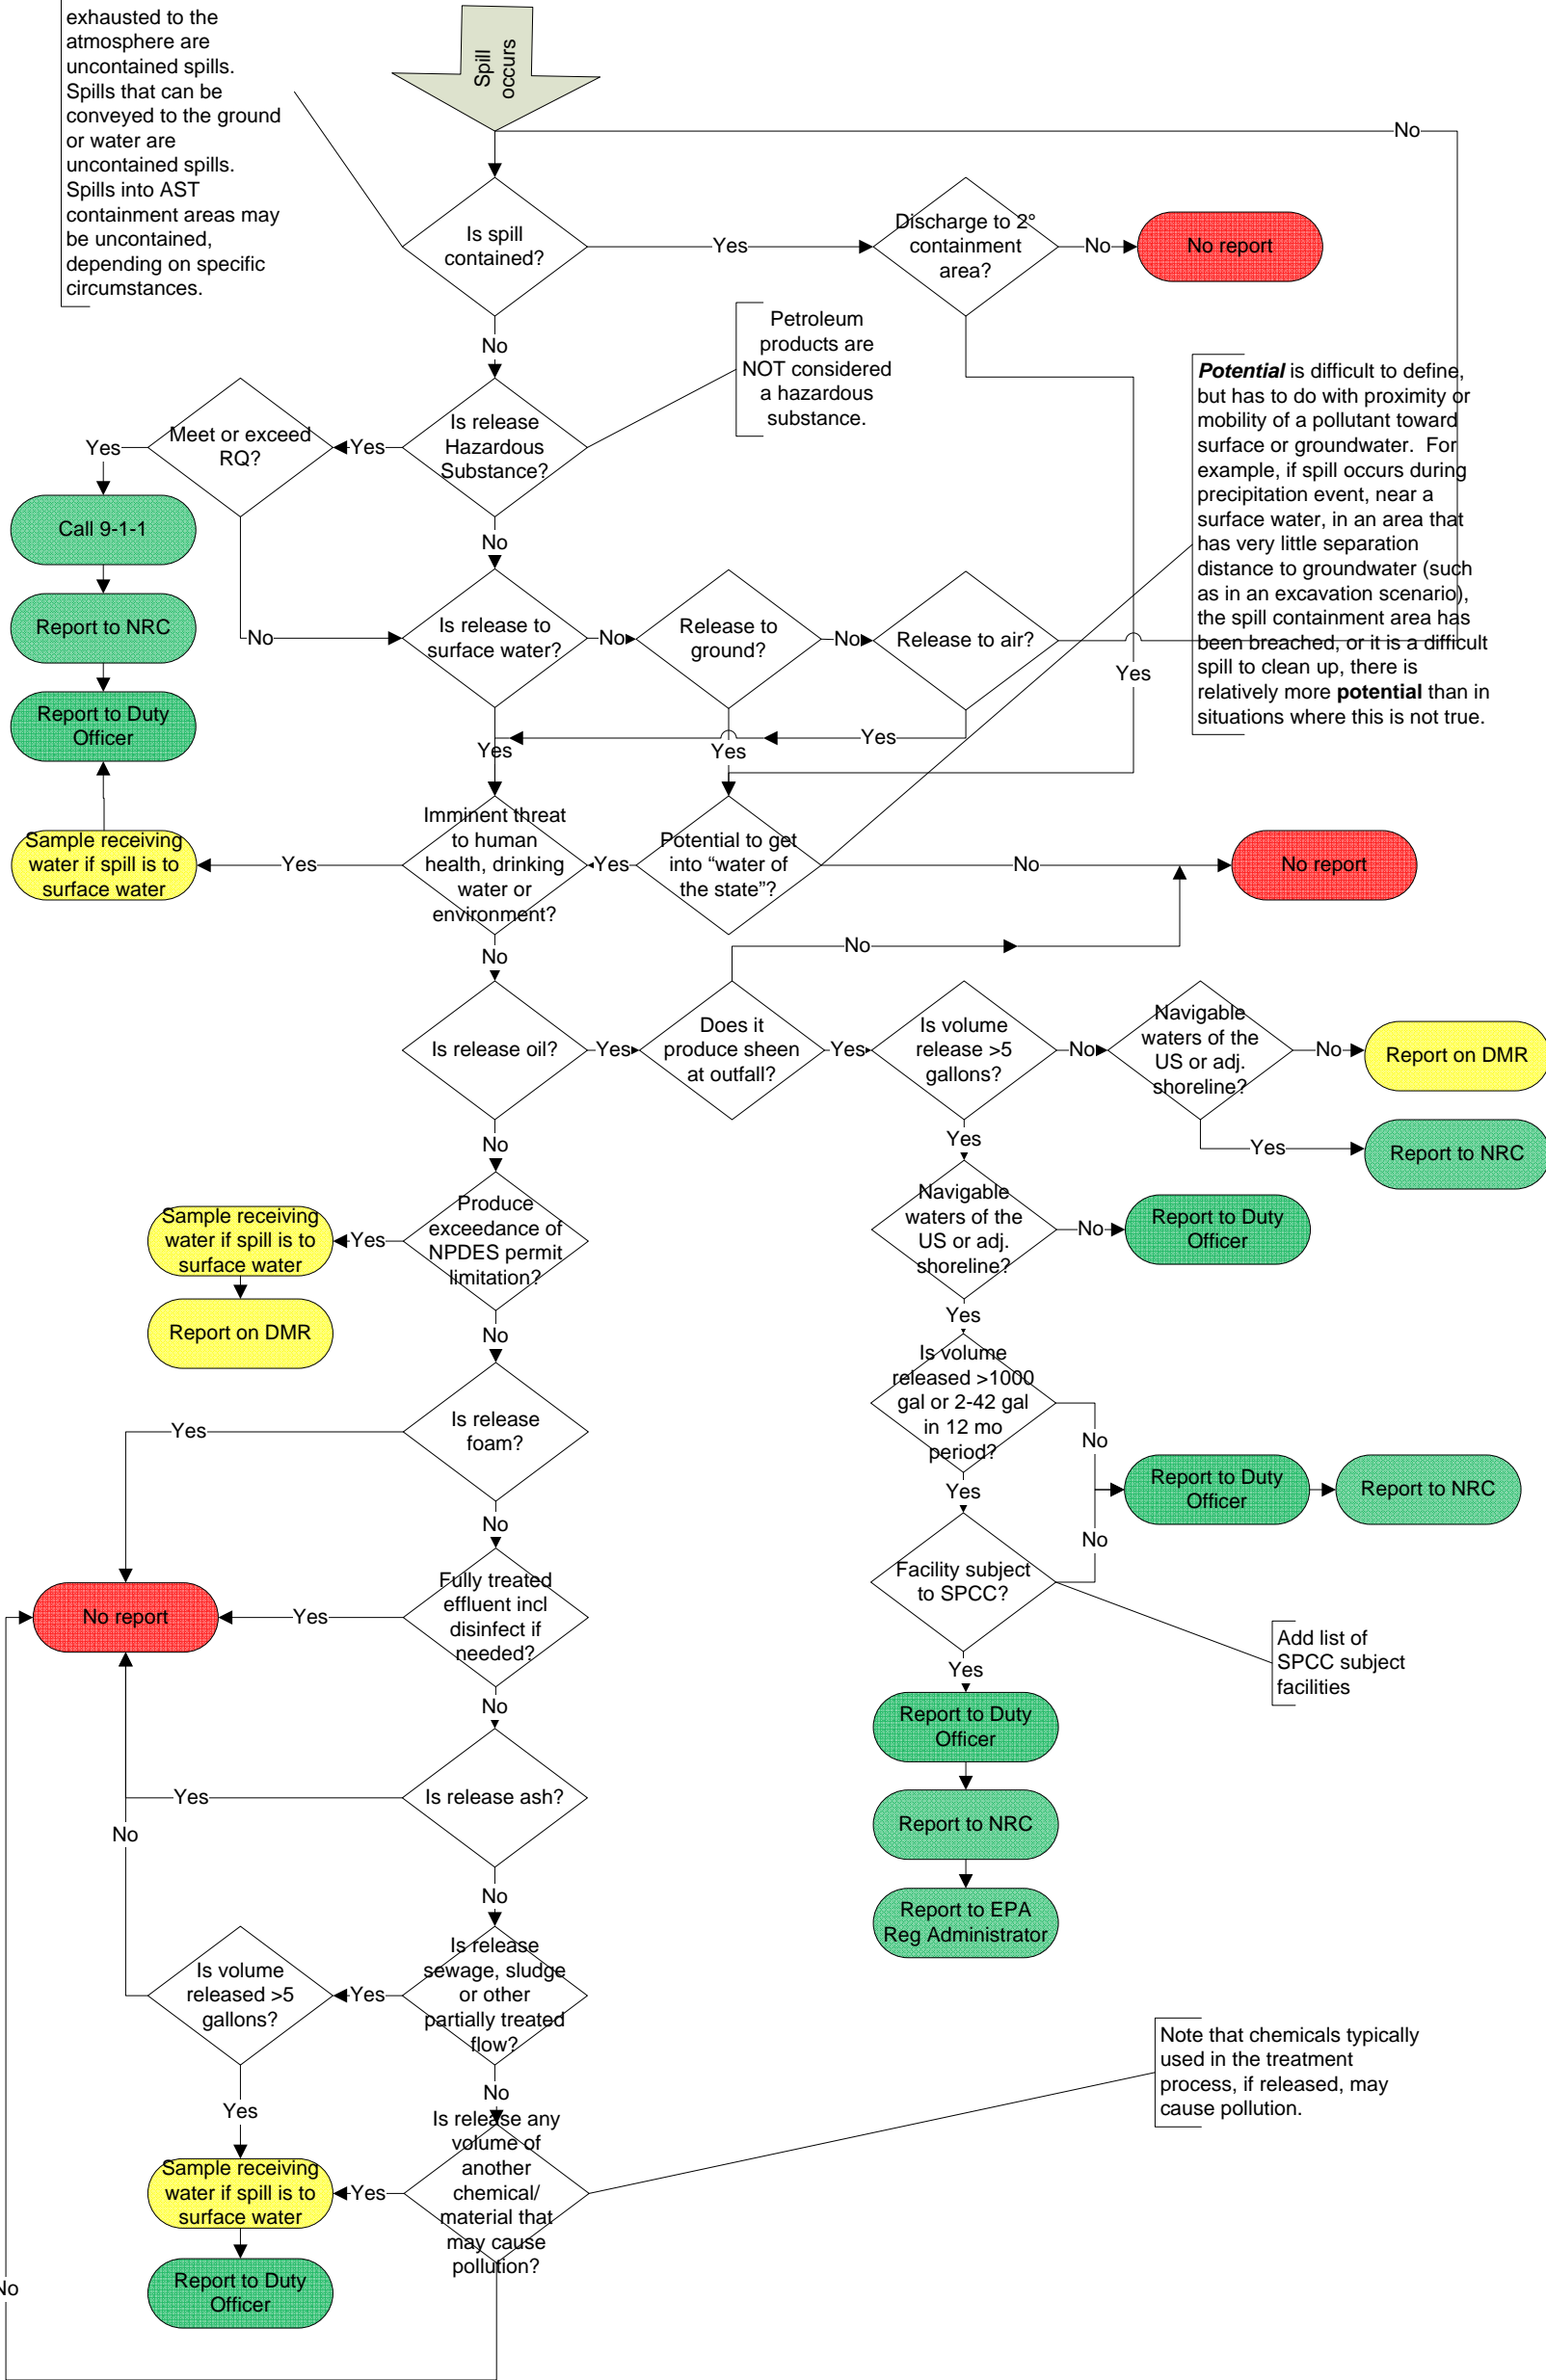 exhausted to the
atmosphere are
uncontained spills.
Spills that can be
conveyed to the ground
or water are
uncontained spills.
Spills into AST
containment areas may
be uncontained,
depending on specific
circumstances.
Spill
occurs
No
Is spill
contained?
Yes
Discharge to 2°
containment
area?
No
No report
No
Petroleum
products are
NOT considered
a hazardous
substance.
Potential is difficult to define,
but has to do with proximity or
mobility of a pollutant toward
surface or groundwater. For
example, if spill occurs during
precipitation event, near a
surface water, in an area that
has very little separation
distance to groundwater (such
as in an excavation scenario),
the spill containment area has
been breached, or it is a difficult
spill to clean up, there is
relatively more potential than in
situations where this is not true.
Is release
Hazardous
Substance?
Yes
Meet or exceed
RQ?
Yes
Call 9-1-1
Report to NRC
Report to Duty
Officer
No
No
Is release to
surface water?
No
Release to
ground?
No
Release to air?
Yes
Yes
Yes
Yes
Imminent threat
to human
health, drinking
water or
environment?
Yes
Potential to get
into “water of
the state”?
No
No report
Yes
Sample receiving
water if spill is to
surface water
No
No
Is release oil?
Yes
Does it
produce sheen
at outfall?
Yes
Is volume
release >5
gallons?
No
Navigable
waters of the
US or adj.
shoreline?
No
Report on DMR
Yes
Report to NRC
No
Yes
Produce
exceedance of
NPDES permit
limitation?
Yes
Sample receiving
water if spill is to
surface water
Report on DMR
Navigable
waters of the
US or adj.
shoreline?
No
Report to Duty
Officer
No
Yes
Is release
foam?
Yes
Is volume
released >1000
gal or 2-42 gal
in 12 mo
period?
No
Yes
Report to Duty
Officer
Report to NRC
No
No
Facility subject
to SPCC?
Add list of
SPCC subject
facilities
Fully treated
effluent incl
disinfect if
needed?
Yes
No report
Yes
Report to Duty
Officer
Report to NRC
Report to EPA
Reg Administrator
No
Is release ash?
Yes
No
No
Is release
sewage, sludge
or other
partially treated
flow?
Yes
Is volume
released >5
gallons?
Yes
No
Is release any
volume of
another
chemical/
material that
may cause
pollution?
Yes
Note that chemicals typically
used in the treatment
process, if released, may
cause pollution.
Sample receiving
water if spill is to
surface water
Report to Duty
Officer
No